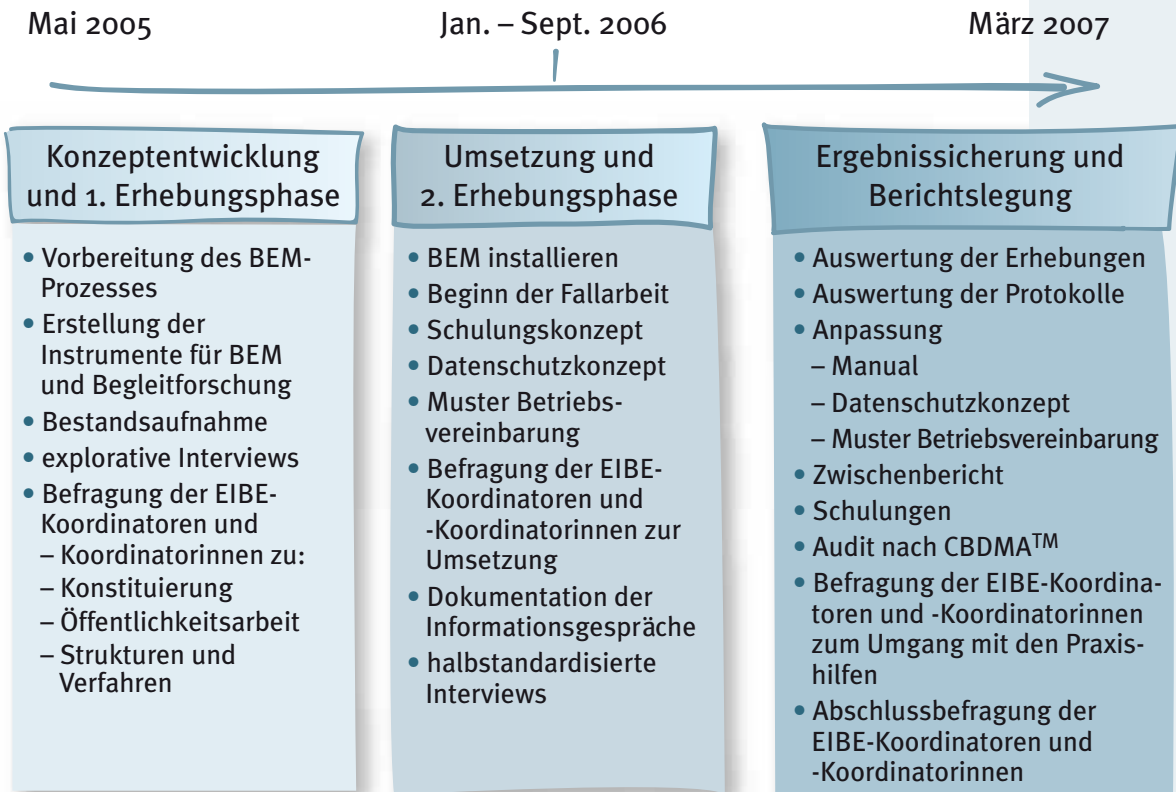 Mai 2005
Jan. – Sept. 2006
März 2007
Konzeptentwicklung
und 1. Erhebungsphase
• Vorbereitung des BEM-
Prozesses
• Erstellung der
Instrumente für BEM
und Begleitforschung
• Bestandsaufnahme
• explorative Interviews
• Befragung der EIBE-
Koordinatoren und
– Koordinatorinnen zu:
– Konstituierung
– Öffentlichkeitsarbeit
– Strukturen und
Verfahren
Umsetzung und
2. Erhebungsphase
• BEM installieren
• Beginn der Fallarbeit
• Schulungskonzept
• Datenschutzkonzept
• Muster Betriebs-
vereinbarung
• Befragung der EIBE-
Koordinatoren und
-Koordinatorinnen zur
Umsetzung
• Dokumentation der
Informationsgespräche
• halbstandardisierte
Interviews
Ergebnissicherung und
Berichtslegung
• Auswertung der Erhebungen
• Auswertung der Protokolle
• Anpassung
– Manual
– Datenschutzkonzept
– Muster Betriebsvereinbarung
• Zwischenbericht
• Schulungen
• Audit nach CBDMA™
• Befragung der EIBE-Koordina-
toren und -Koordinatorinnen
zum Umgang mit den Praxis-
hilfen
• Abschlussbefragung der
EIBE-Koordinatoren und
-Koordinatorinnen